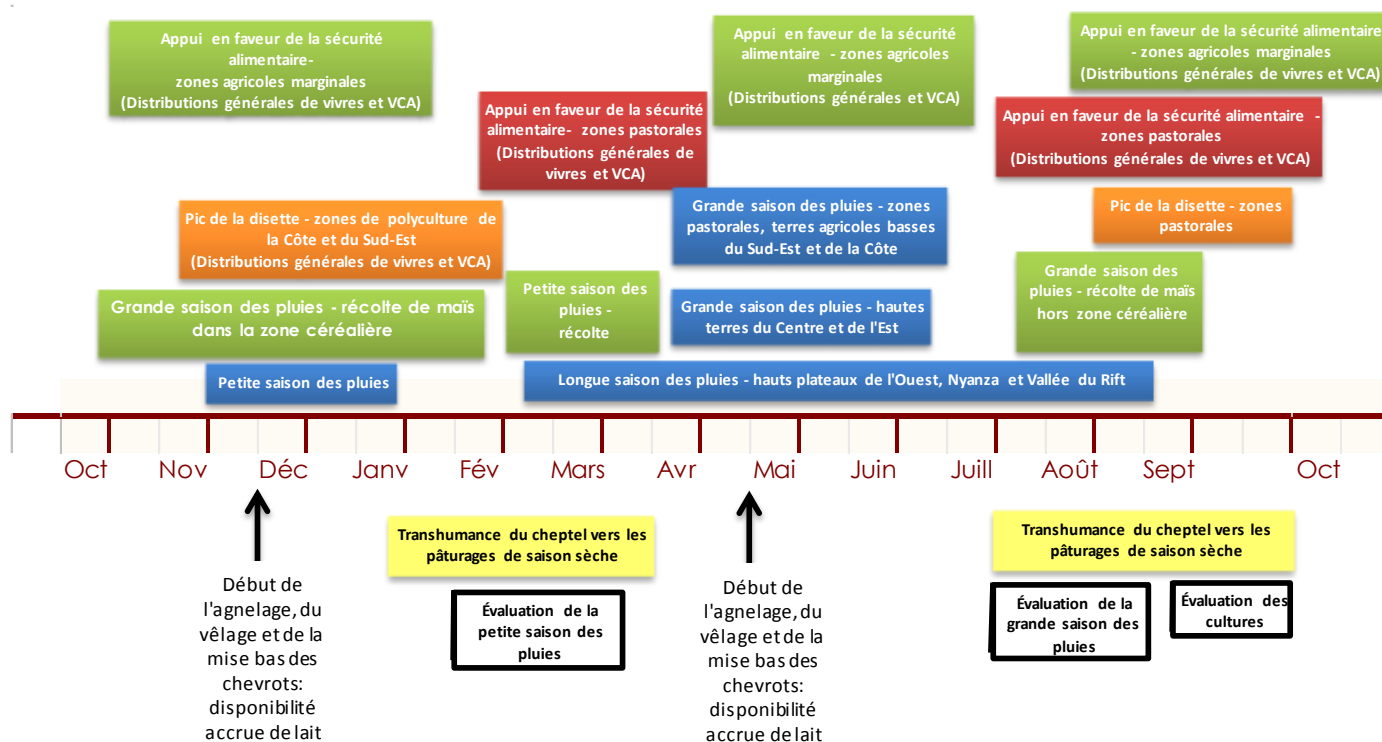 Appui en faveur de la sécurité
alimentaire-
zones agricoles marginales
(Distributions générales de vivres et VCA)
Appui en faveur de la sécurité
alimentaire - zones agricoles
marginales
(Distributions générales de vivres et VCA)
Appui en faveur de la sécurité alimentaire
- zones agricoles marginales
(Distributions générales de vivres et VCA)
Appui en faveur de la sécurité
alimentaire- zones pastorales
(Distributions générales de
vivres et VCA)
Appui en faveur de la sécurité alimentaire -
zones pastorales
(Distributions générales de vivres et VCA)
Pic de la disette - zones de polyculture de
la Côte et du Sud-Est
(Distributions générales de vivres et VCA)
Grande saison des pluies - zones
pastorales, terres agricoles basses
du Sud-Est et de la Côte
Pic de la disette - zones
pastorales
Grande saison des pluies - récolte de maïs
dans la zone céréalière
Petite saison des
pluies -
récolte
Grande saison des pluies - hautes
terres du Centre et de l'Est
Grande saison des
pluies - récolte de maïs
hors zone céréalière
Petite saison des pluies
Longue saison des pluies - hauts plateaux de l'Ouest, Nyanza et Vallée du Rift
Oct Nov Déc Janv Fév Mars Avr Mai Juin Juill Août Sept Oct
Début de
l'agnelage, du
vêlage et de la
mise bas des
chevrots:
disponibilité
accrue de lait
Transhumance du cheptel vers les
pâturages de saison sèche
Évaluation de la
petite saison des
pluies
Début de
l'agnelage, du
vêlage et de la
mise bas des
chevrots:
disponibilité
accrue de lait
Transhumance du cheptel vers les
pâturages de saison sèche
Évaluation de la
grande saison des
pluies
Évaluation des
cultures